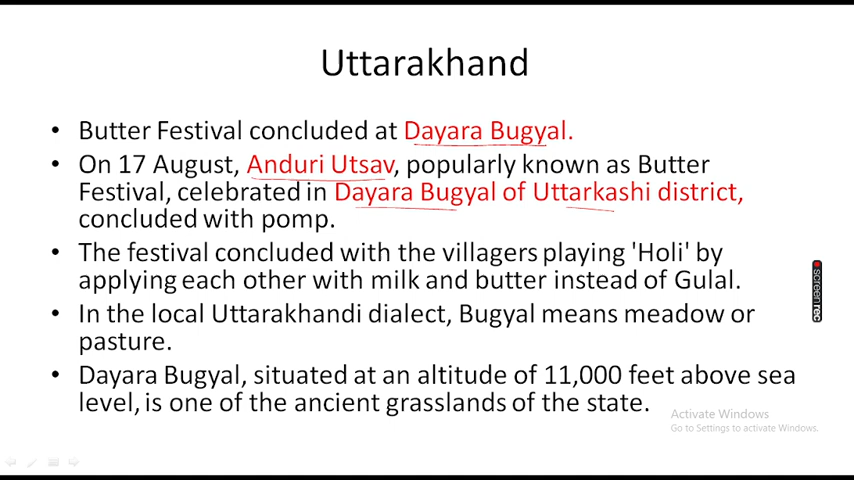 Uttarakhand
• Butter Festival concluded at Dayara Bugyal.
• On 17 August, Anduri Utsav, popularly known as Butter
Festival, celebrated in Dayara Bugyal of Uttarkashi district,
concluded with pomp.
• The festival concluded with the villagers playing 'Holi' by
applying each other with milk and butter instead of Gulal.
• In the local Uttarakhandi dialect, Bugyal means meadow or
pasture.
• Dayara Bugyal, situated at an altitude of 11,000 feet above sea
level, is one of the ancient grasslands of the state.
screenrec
Activate Windows
Go to Settings to activate Windows.